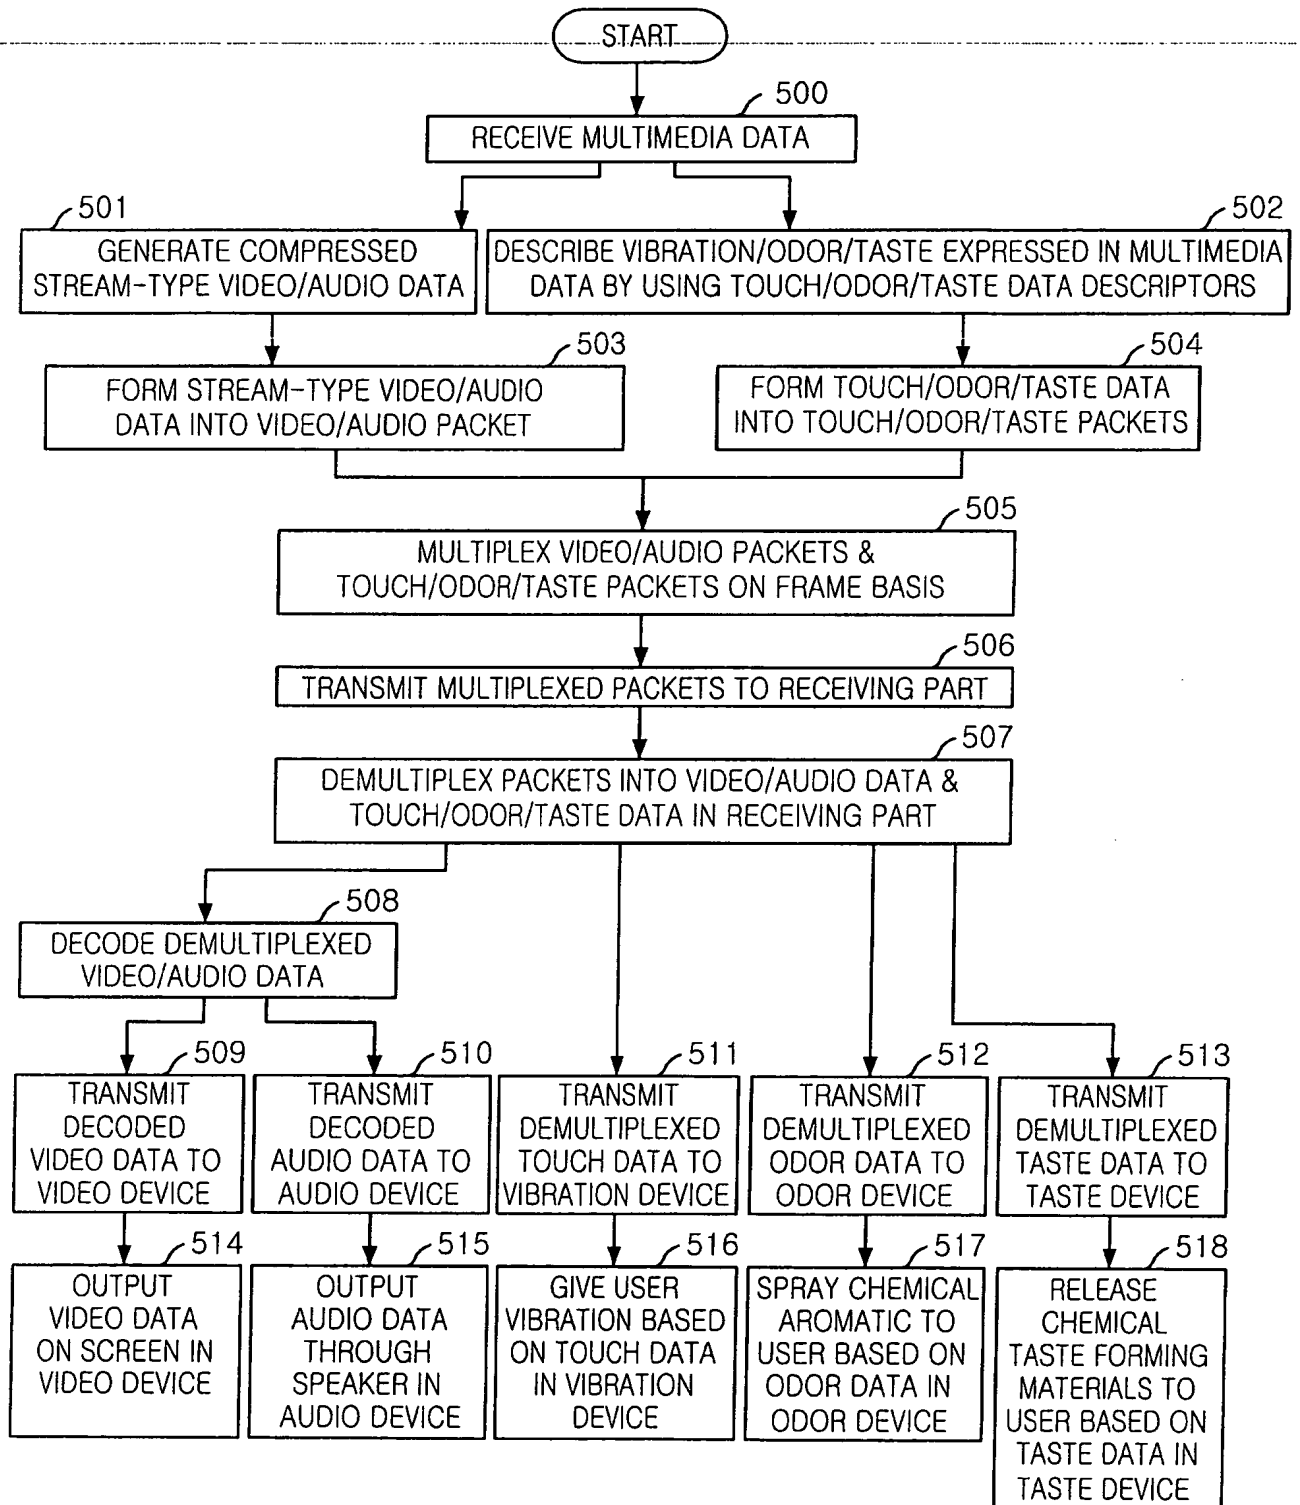 START
500
RECEIVE MULTIMEDIA DATA
501
GENERATE COMPRESSED
STREAM-TYPE VIDEO/AUDIO DATA
502
DESCRIBE VIBRATION/ODOR/TASTE EXPRESSED IN MULTIMEDIA
DATA BY USING TOUCH/ODOR/TASTE DATA DESCRIPTORS
503
FORM STREAM-TYPE VIDEO/AUDIO
DATA INTO VIDEO/AUDIO PACKET
504
FORM TOUCH/ODOR/TASTE DATA
INTO TOUCH/ODOR/TASTE PACKETS
505
MULTIPLEX VIDEO/AUDIO PACKETS &
TOUCH/ODOR/TASTE PACKETS ON FRAME BASIS
506
TRANSMIT MULTIPLEXED PACKETS TO RECEIVING PART
507
DEMULTIPLEX PACKETS INTO VIDEO/AUDIO DATA &
TOUCH/ODOR/TASTE DATA IN RECEIVING PART
508
DECODE DEMULTIPLEXED
VIDEO/AUDIO DATA
509
TRANSMIT
DECODED
VIDEO DATA TO
VIDEO DEVICE
510
TRANSMIT
DECODED
AUDIO DATA TO
AUDIO DEVICE
511
TRANSMIT
DEMULTIPLEXED
TOUCH DATA TO
VIBRATION DEVICE
512
TRANSMIT
DEMULTIPLEXED
ODOR DATA TO
ODOR DEVICE
513
TRANSMIT
DEMULTIPLEXED
TASTE DATA TO
TASTE DEVICE
514
OUTPUT
VIDEO DATA
ON SCREEN IN
VIDEO DEVICE
515
OUTPUT
AUDIO DATA
THROUGH
SPEAKER IN
AUDIO DEVICE
516
GIVE USER
VIBRATION BASED
ON TOUCH DATA
IN VIBRATION
DEVICE
517
SPRAY CHEMICAL
AROMATIC TO
USER BASED ON
ODOR DATA IN
ODOR DEVICE
518
RELEASE
CHEMICAL
TASTE FORMING
MATERIALS TO
USER BASED ON
TASTE DATA IN
TASTE DEVICE